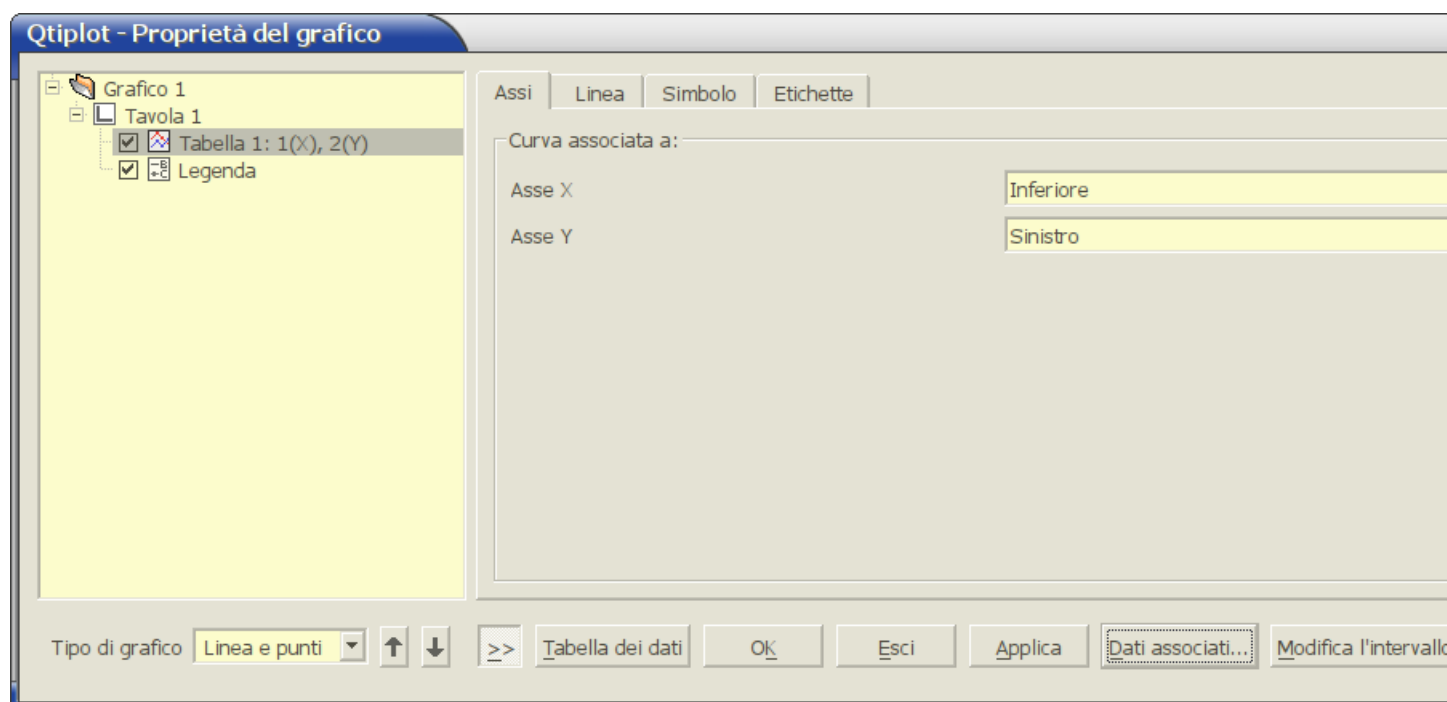 Qtiplot - Proprietà del grafico
Grafico 1
Tavola 1
Tabella 1: 1(X), 2(Y)
Legenda
Assi Linea Simbolo Etichette
Curva associata a:
Asse X Inferiore
Asse Y Sinistro
Tipo di grafico Linea e punti >> Tabella dei dati OK Esci Applica Dati associati... Modifica l'intervallo